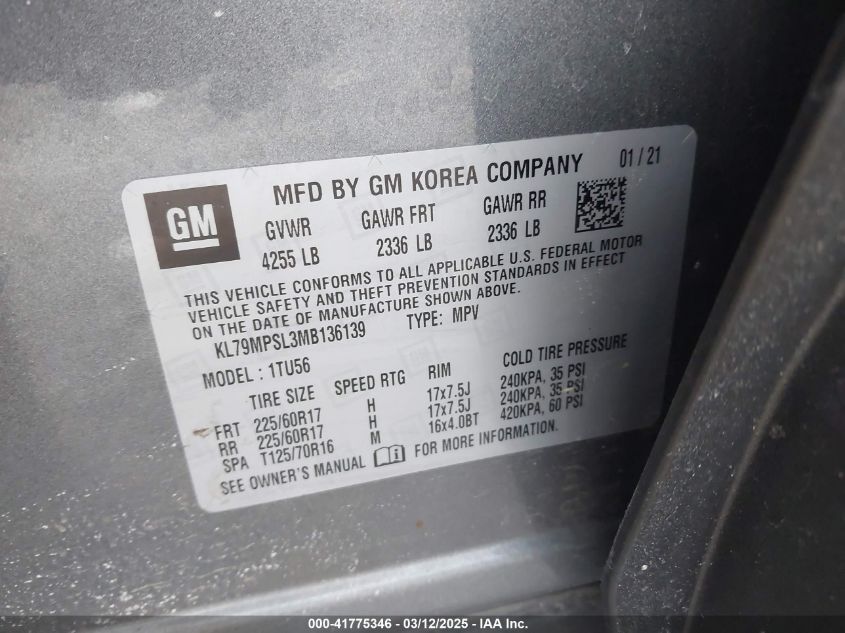 GM
MFD BY GM KOREA COMPANY 01 / 21
GVWR GAWR FRT GAWR RR
4255 LB 2336 LB 2336 LB
THIS VEHICLE CONFORMS TO ALL APPLICABLE U.S. FEDERAL MOTOR
VEHICLE SAFETY AND THEFT PREVENTION STANDARDS IN EFFECT
ON THE DATE OF MANUFACTURE SHOWN ABOVE.
KL79MPSL3MB136139 TYPE: MPV
MODEL : 1TU56
TIRE SIZE SPEED RTG RIM COLD TIRE PRESSURE
FRT 225/60R17 H 17x7.5J 240KPA, 35 PSI
RR 225/60R17 H 17x7.5J 240KPA, 35 PSI
SPA T125/70R16 M 16x4.0BT 420KPA, 60 PSI
SEE OWNER'S MANUAL FOR MORE INFORMATION.
000-41775346 - 03/12/2025 - IAA Inc.